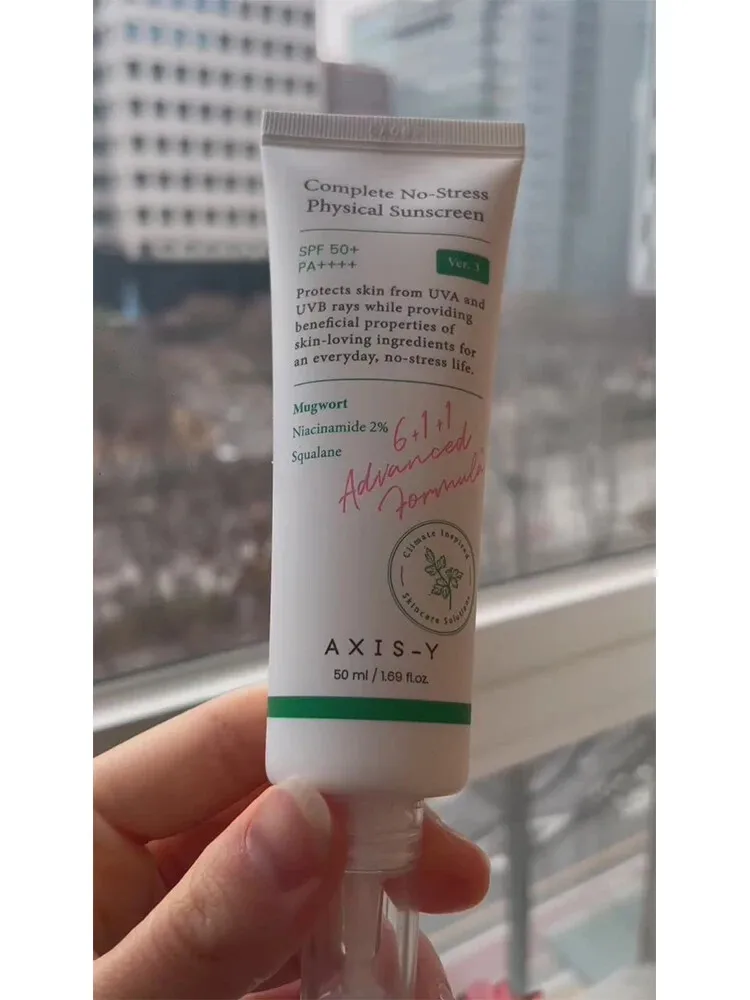 Complete No-Stress
Physical Sunscreen
SPF 50+
PA++++
Ver. 3
Protects skin from UVA and
UVB rays while providing
beneficial properties of
skin-loving ingredients for
an everyday, no-stress life.
Mugwort
Niacinamide 2%
Squalane
6+1+1
Advanced
Formula
Climate Inspired
Skincare Solutions
AXIS-Y
50 ml / 1.69 fl.oz.